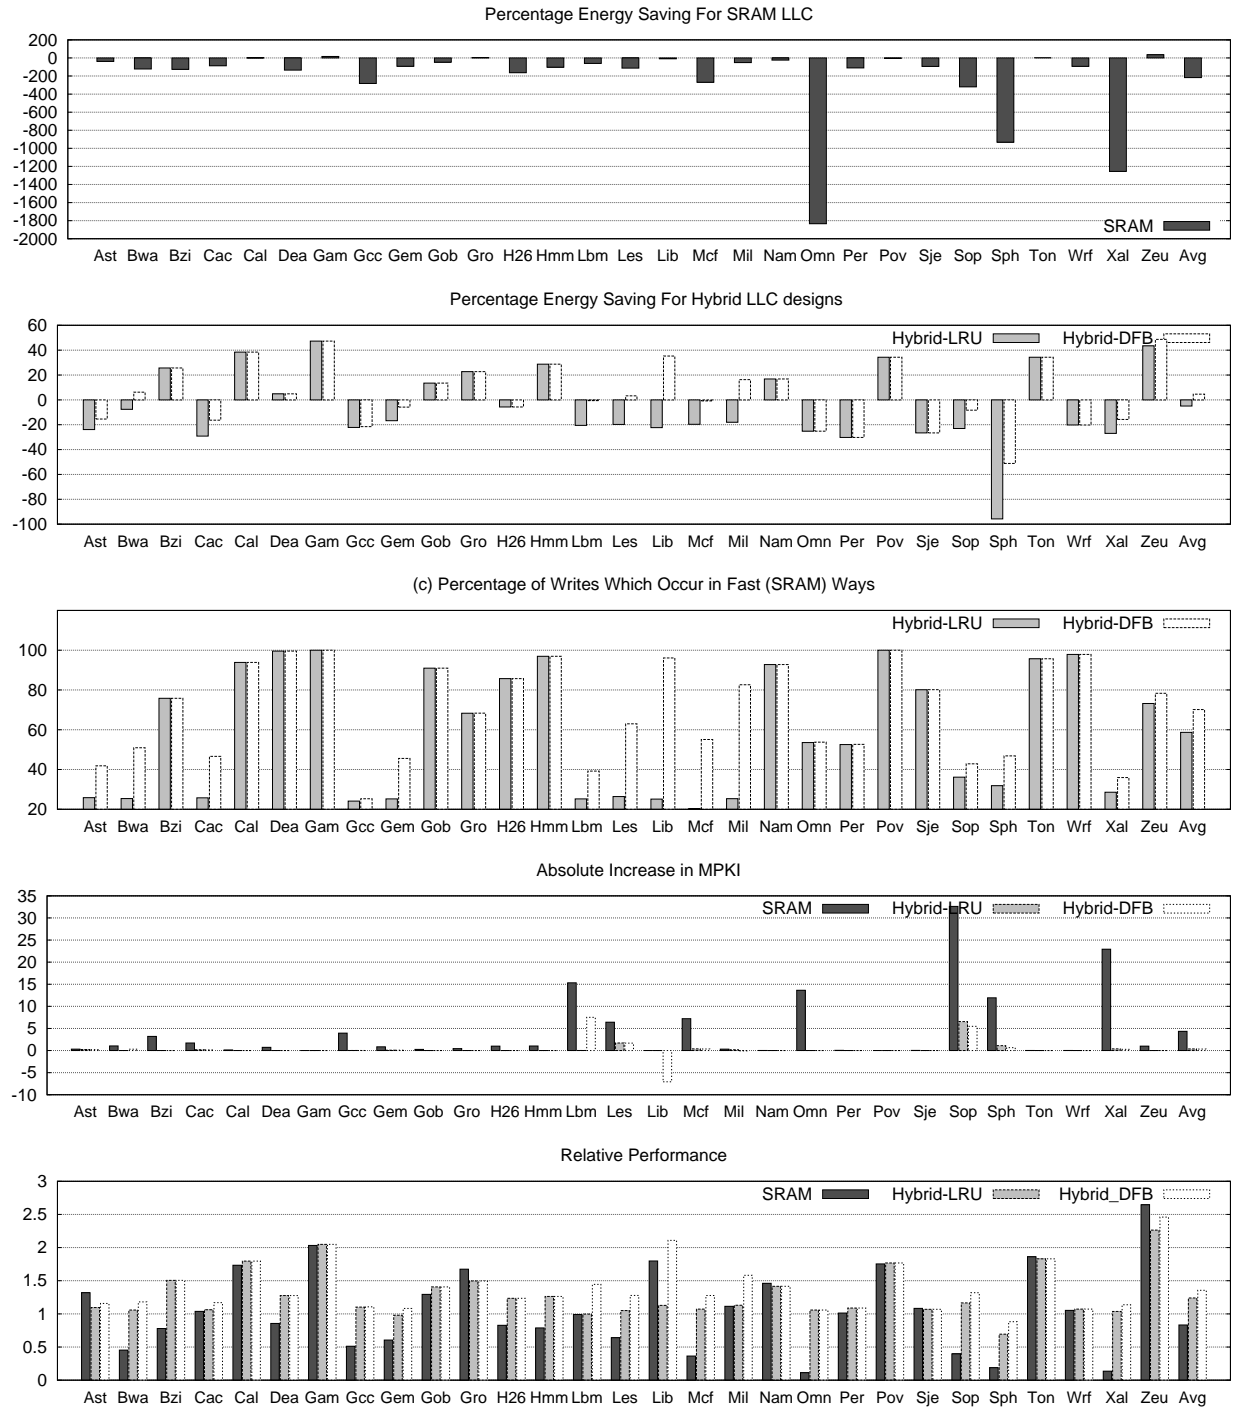 Percentage Energy Saving For SRAM LLC
200
0
-200
-400
-600
-800
-1000
-1200
-1400
-1600
-1800
-2000
SRAM
Ast Bwa Bzi Cac Cal Dea Gam Gcc Gem Gob Gro H26 Hmm Lbm Les Lib Mcf Mil Nam Omn Per Pov Sje Sop Sph Ton Wrf Xal Zeu Avg
Percentage Energy Saving For Hybrid LLC designs
60
40
20
0
-20
-40
-60
-80
-100
Hybrid-LRU Hybrid-DFB
Ast Bwa Bzi Cac Cal Dea Gam Gcc Gem Gob Gro H26 Hmm Lbm Les Lib Mcf Mil Nam Omn Per Pov Sje Sop Sph Ton Wrf Xal Zeu Avg
(c) Percentage of Writes Which Occur in Fast (SRAM) Ways
100
80
60
40
20
Hybrid-LRU Hybrid-DFB
Ast Bwa Bzi Cac Cal Dea Gam Gcc Gem Gob Gro H26 Hmm Lbm Les Lib Mcf Mil Nam Omn Per Pov Sje Sop Sph Ton Wrf Xal Zeu Avg
Absolute Increase in MPKI
35
30
25
20
15
10
5
0
-5
-10
SRAM Hybrid-LRU Hybrid-DFB
Ast Bwa Bzi Cac Cal Dea Gam Gcc Gem Gob Gro H26 Hmm Lbm Les Lib Mcf Mil Nam Omn Per Pov Sje Sop Sph Ton Wrf Xal Zeu Avg
Relative Performance
3
2.5
2
1.5
1
0.5
0
SRAM Hybrid-LRU Hybrid_DFB
Ast Bwa Bzi Cac Cal Dea Gam Gcc Gem Gob Gro H26 Hmm Lbm Les Lib Mcf Mil Nam Omn Per Pov Sje Sop Sph Ton Wrf Xal Zeu Avg